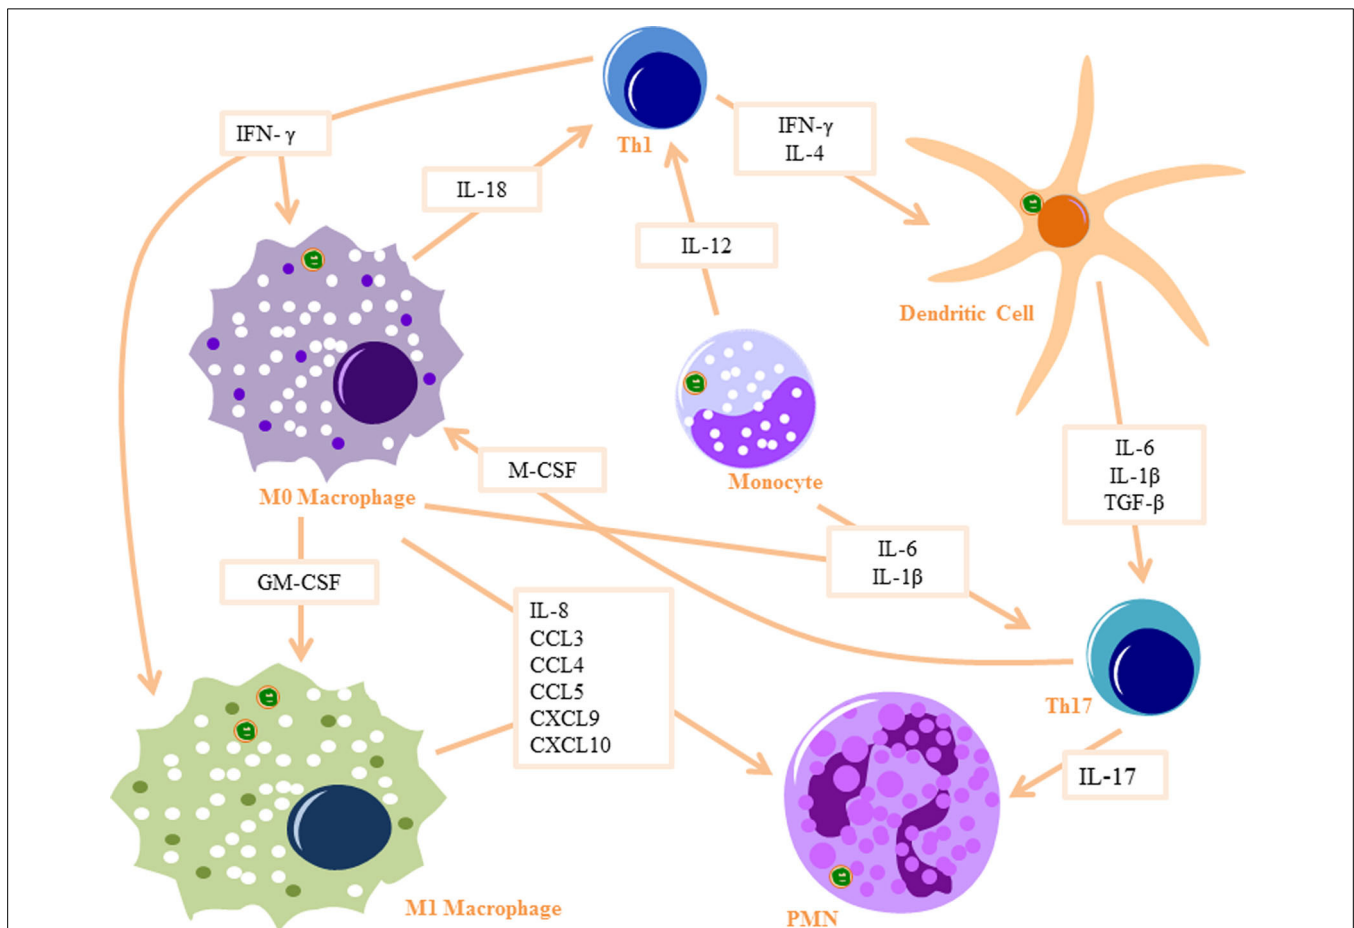 IFN- γ
Th1
IFN-γ
IL-4
IL-18
IL-12
Dendritic Cell
M0 Macrophage
M-CSF
Monocyte
IL-6
IL-1β
TGF-β
GM-CSF
IL-6
IL-1β
IL-8
CCL3
CCL4
CCL5
CXCL9
CXCL10
Th17
IL-17
M1 Macrophage
PMN